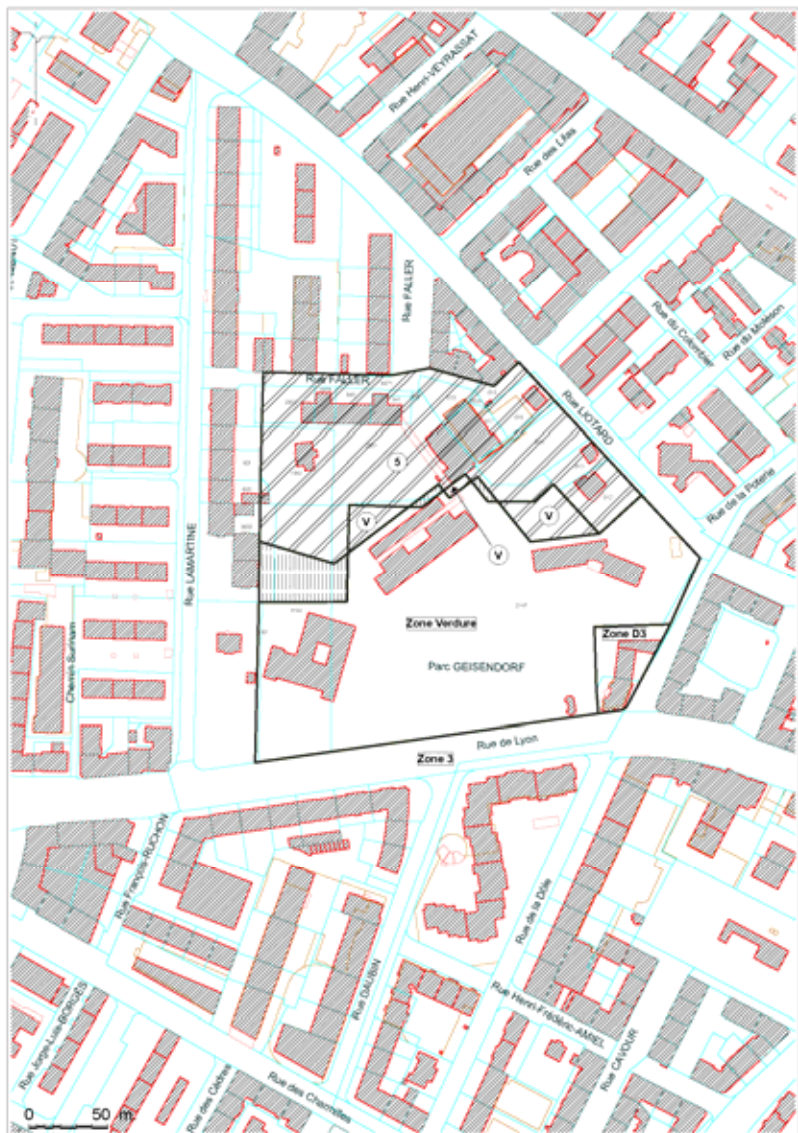 Rue Henri-VEYRASSAT
Rue des Lilas
Rue FALLER
Rue du Colombier
Rue du Moléson
Rue FALLER
Rue LIOTARD
5
Rue de la Poterie
V
V
V
Rue LAMARTINE
Zone Verdure
Zone D3
Chemin Surinam
Parc GEISENDORF
Rue de Lyon
Zone 3
Rue François-RUCHON
Rue de la Dôle
Rue DAUBIN
Rue Henri-Frédéric-AMIEL
Rue Jorge-Luis-BORGES
Rue CAVOUR
Rue des Cèdres
Rue des Charmilles
0 50 m.